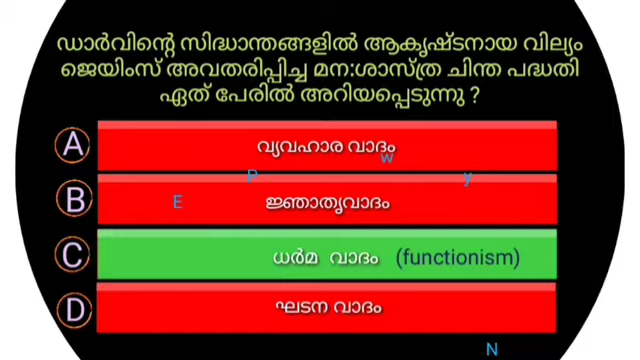 ഡാർവിന്റെ സിദ്ധാന്തങ്ങളിൽ ആകൃഷ്ടനായ വില്യം
ജെയിംസ് അവതരിപ്പിച്ച മന:ശാസ്ത്ര ചിന്ത പദ്ധതി
ഏത് പേരിൽ അറിയപ്പെടുന്നു ?
A വ്യവഹാര വാദം
w
P
y
B E ജ്ഞാതൃവാദം
C ധർമ വാദം (functionism)
D ഘടന വാദം
N